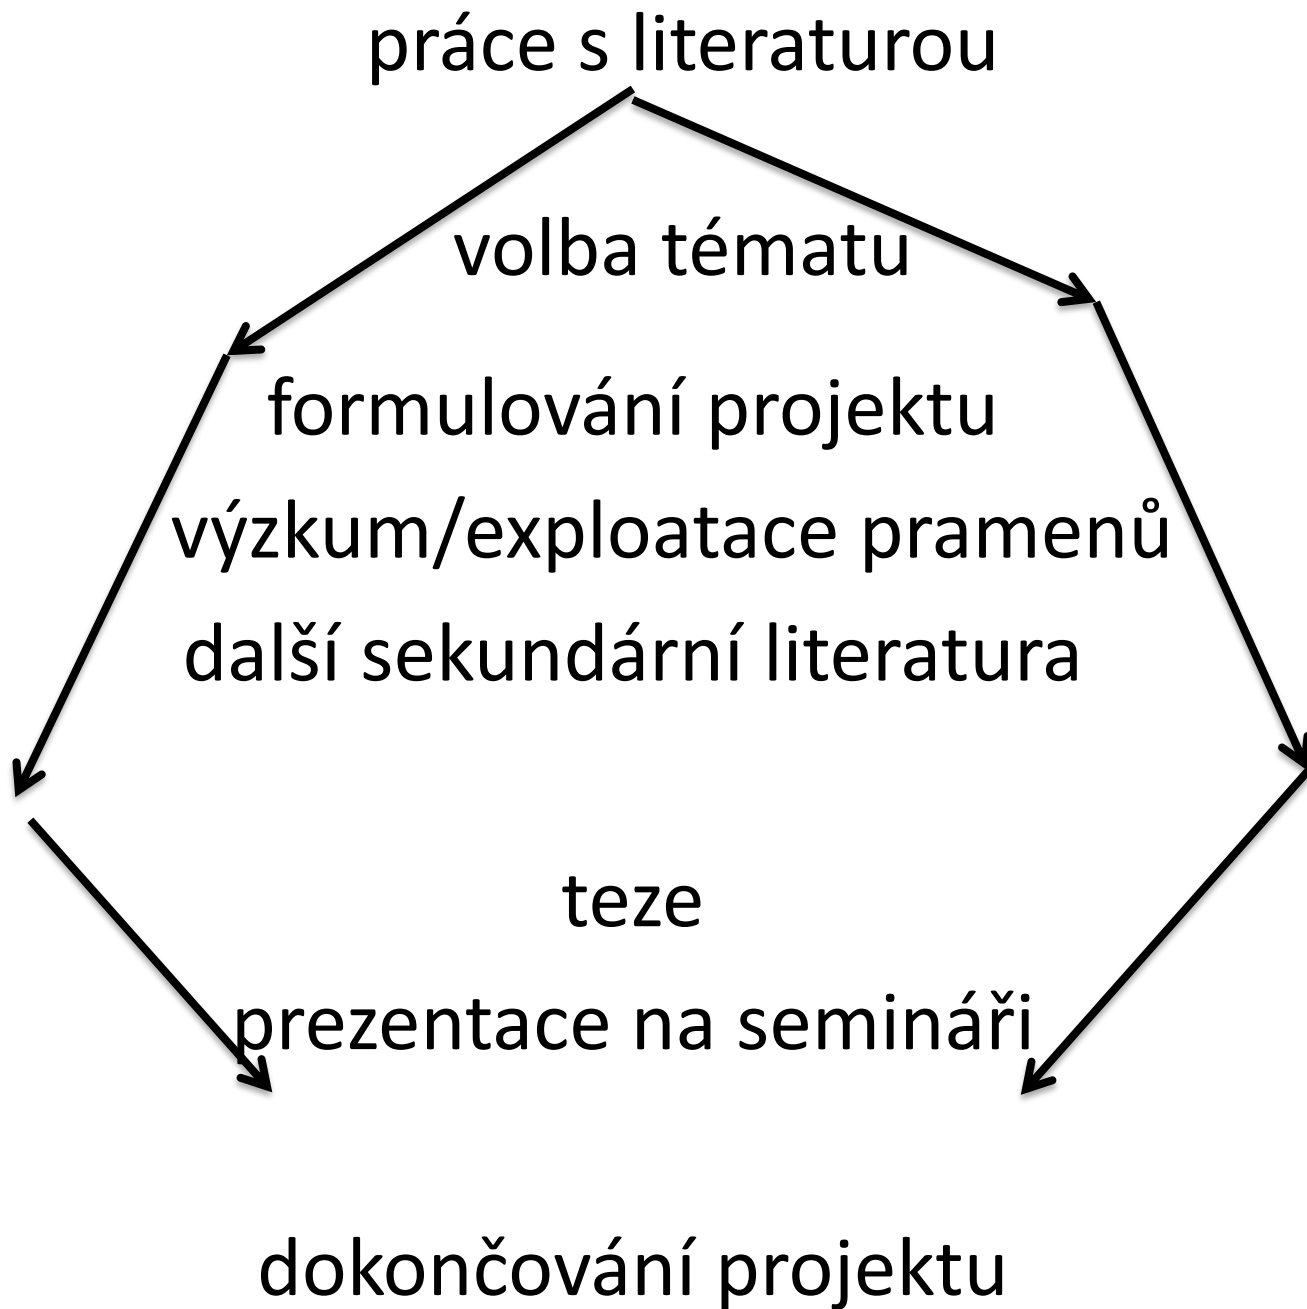 práce s literaturou
volba tématu
formulování projektu
výzkum/exploatace pramenů
další sekundární literatura
teze
prezentace na semináři
dokončování projektu